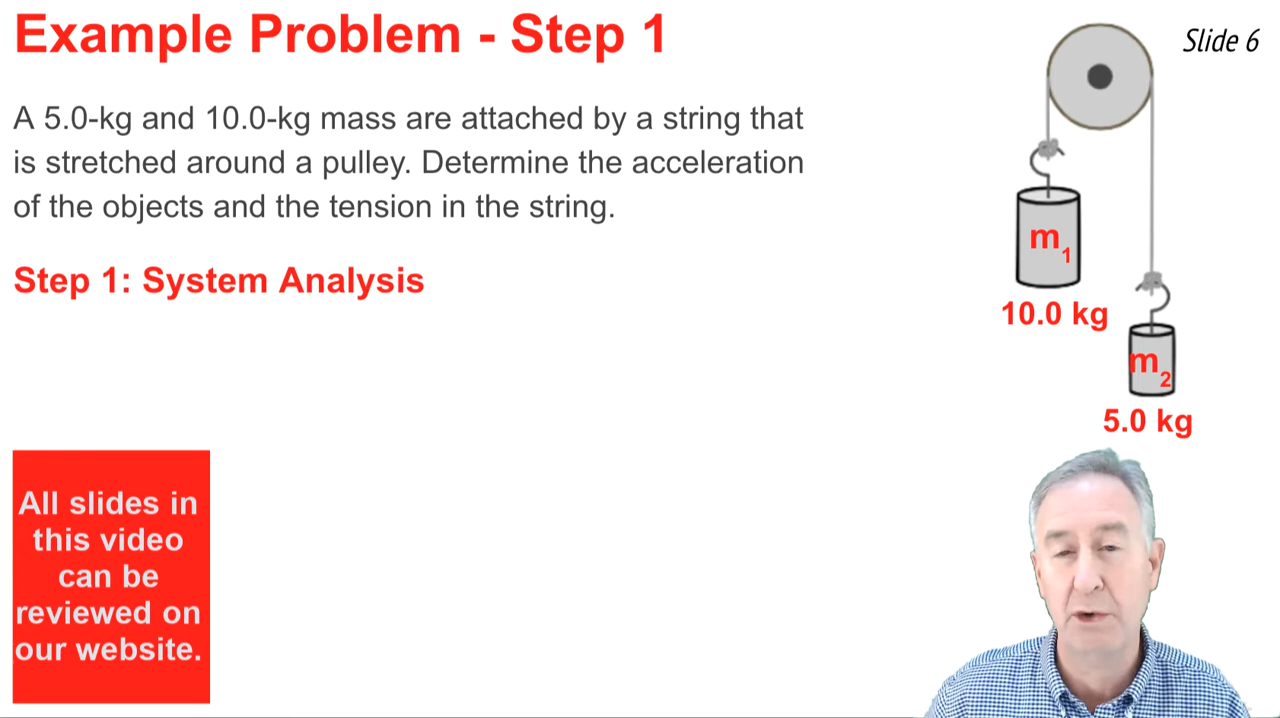 Example Problem - Step 1
Slide 6
A 5.0-kg and 10.0-kg mass are attached by a string that
is stretched around a pulley. Determine the acceleration
of the objects and the tension in the string.
Step 1: System Analysis
m1
10.0 kg
m2
5.0 kg
All slides in
this video
can be
reviewed on
our website.